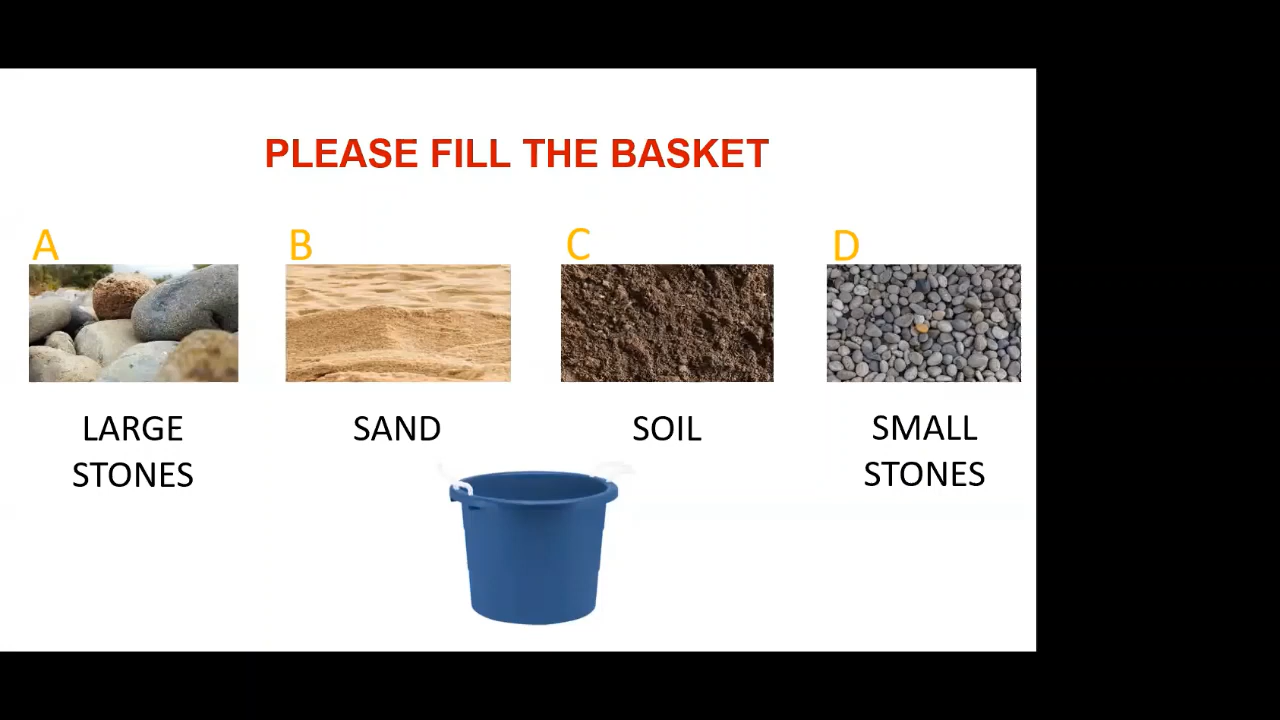 PLEASE FILL THE BASKET
A
B
C
D
LARGE
STONES
SAND
SOIL
SMALL
STONES